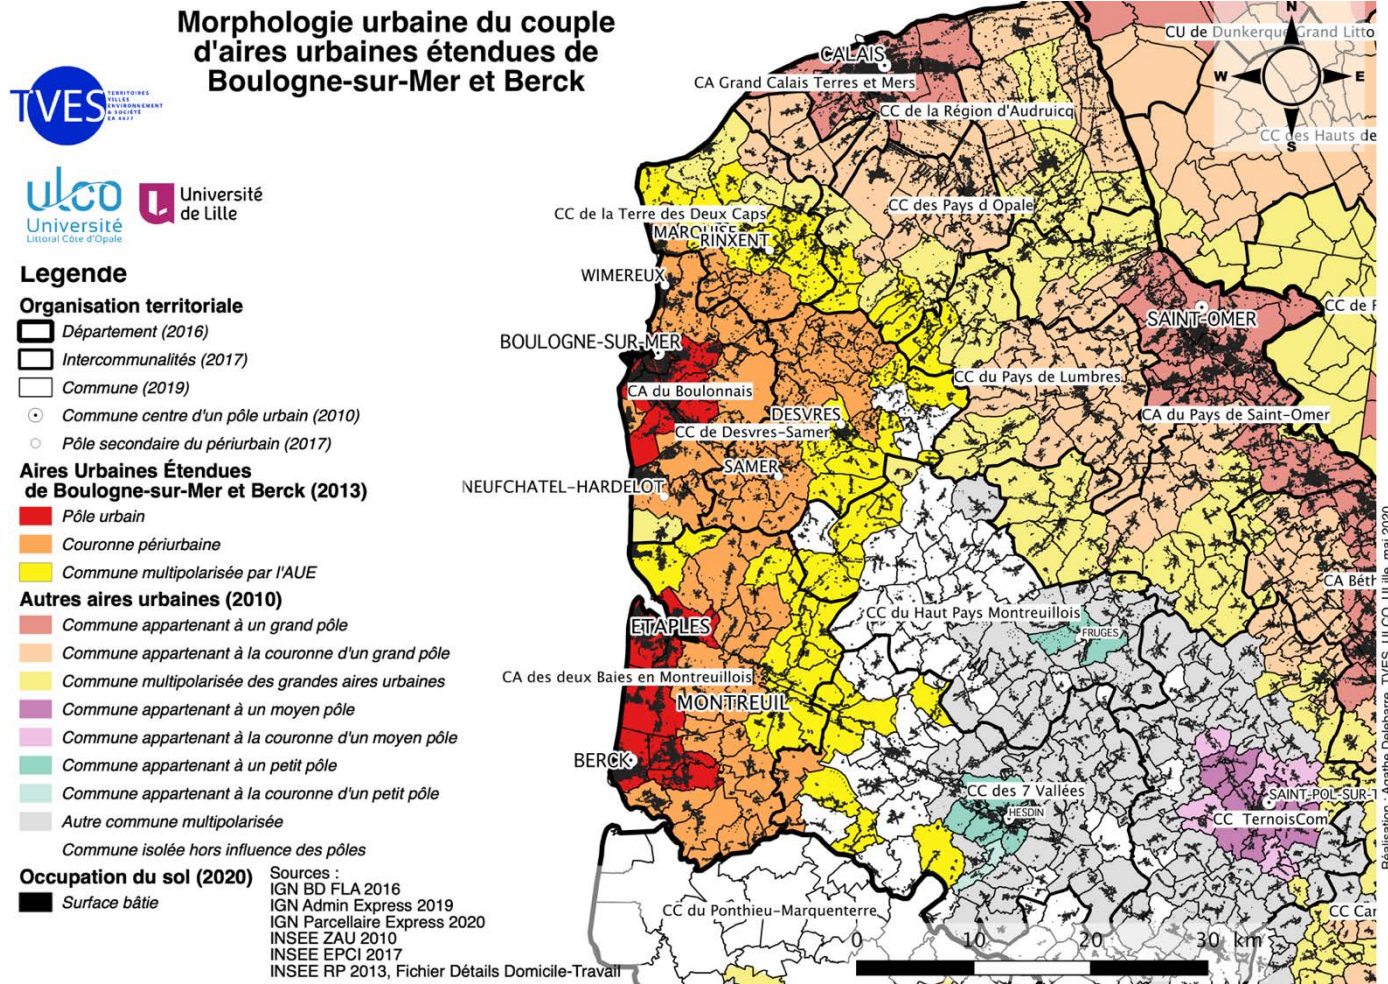 Morphologie urbaine du couple
d'aires urbaines étendues de
Boulogne-sur-Mer et Berck
TVES
TERRITOIRES
VILLES
ENVIRONNEMENT
& SOCIÉTÉ
EA 4477
ulco
Université
Littoral Côte d'Opale
Université
de Lille
Legende
Organisation territoriale
Département (2016)
Intercommunalités (2017)
Commune (2019)
Commune centre d'un pôle urbain (2010)
Pôle secondaire du périurbain (2017)
Aires Urbaines Étendues
de Boulogne-sur-Mer et Berck (2013)
Pôle urbain
Couronne périurbaine
Commune multipolarisée par l'AUE
Autres aires urbaines (2010)
Commune appartenant à un grand pôle
Commune appartenant à la couronne d'un grand pôle
Commune multipolarisée des grandes aires urbaines
Commune appartenant à un moyen pôle
Commune appartenant à la couronne d'un moyen pôle
Commune appartenant à un petit pôle
Commune appartenant à la couronne d'un petit pôle
Autre commune multipolarisée
Commune isolée hors influence des pôles
Occupation du sol (2020)
Surface bâtie
Sources :
IGN BD FLA 2016
IGN Admin Express 2019
IGN Parcellaire Express 2020
INSEE ZAU 2010
INSEE EPCI 2017
INSEE RP 2013, Fichier Détails Domicile-Travail
N
W
E
S
CU de Dunkerque Grand Litto
CALAIS
CA Grand Calais Terres et Mers
CC de la Région d'Audruicq
CC des Hauts de
CC des Pays d Opale
CC de la Terre des Deux Caps
MARQUISE
RINXENT
WIMEREUX
CC de F
SAINT-OMER
BOULOGNE-SUR-MER
CC du Pays de Lumbres
CA du Boulonnais
DESVRES
CA du Pays de Saint-Omer
CC de Desvres-Samer
SAMER
NEUFCHATEL-HARDELOT
CA Béth
CC du Haut Pays Montreuillois
ETAPLES
FRUGES
CA des deux Baies en Montreuillois
MONTREUIL
BERCK
CC des 7 Vallées
HESDIN
SAINT-POL-SUR-T
CC TernoisCom
CC du Ponthieu-Marquenterre
CC Car
0 10 20 30 km
Réalisation : Agathe Delebarre, TVES, ULCO, ULille, mai 2020